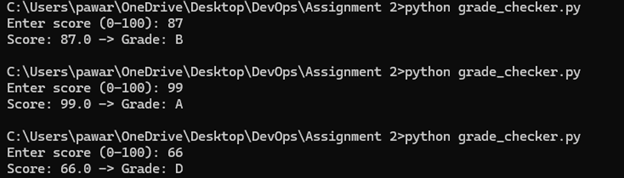 C:\Users\pawar\OneDrive\Desktop\DevOps\Assignment 2>python grade_checker.py
Enter score (0-100): 87
Score: 87.0 -> Grade: B
C:\Users\pawar\OneDrive\Desktop\DevOps\Assignment 2>python grade_checker.py
Enter score (0-100): 99
Score: 99.0 -> Grade: A
C:\Users\pawar\OneDrive\Desktop\DevOps\Assignment 2>python grade_checker.py
Enter score (0-100): 66
Score: 66.0 -> Grade: D